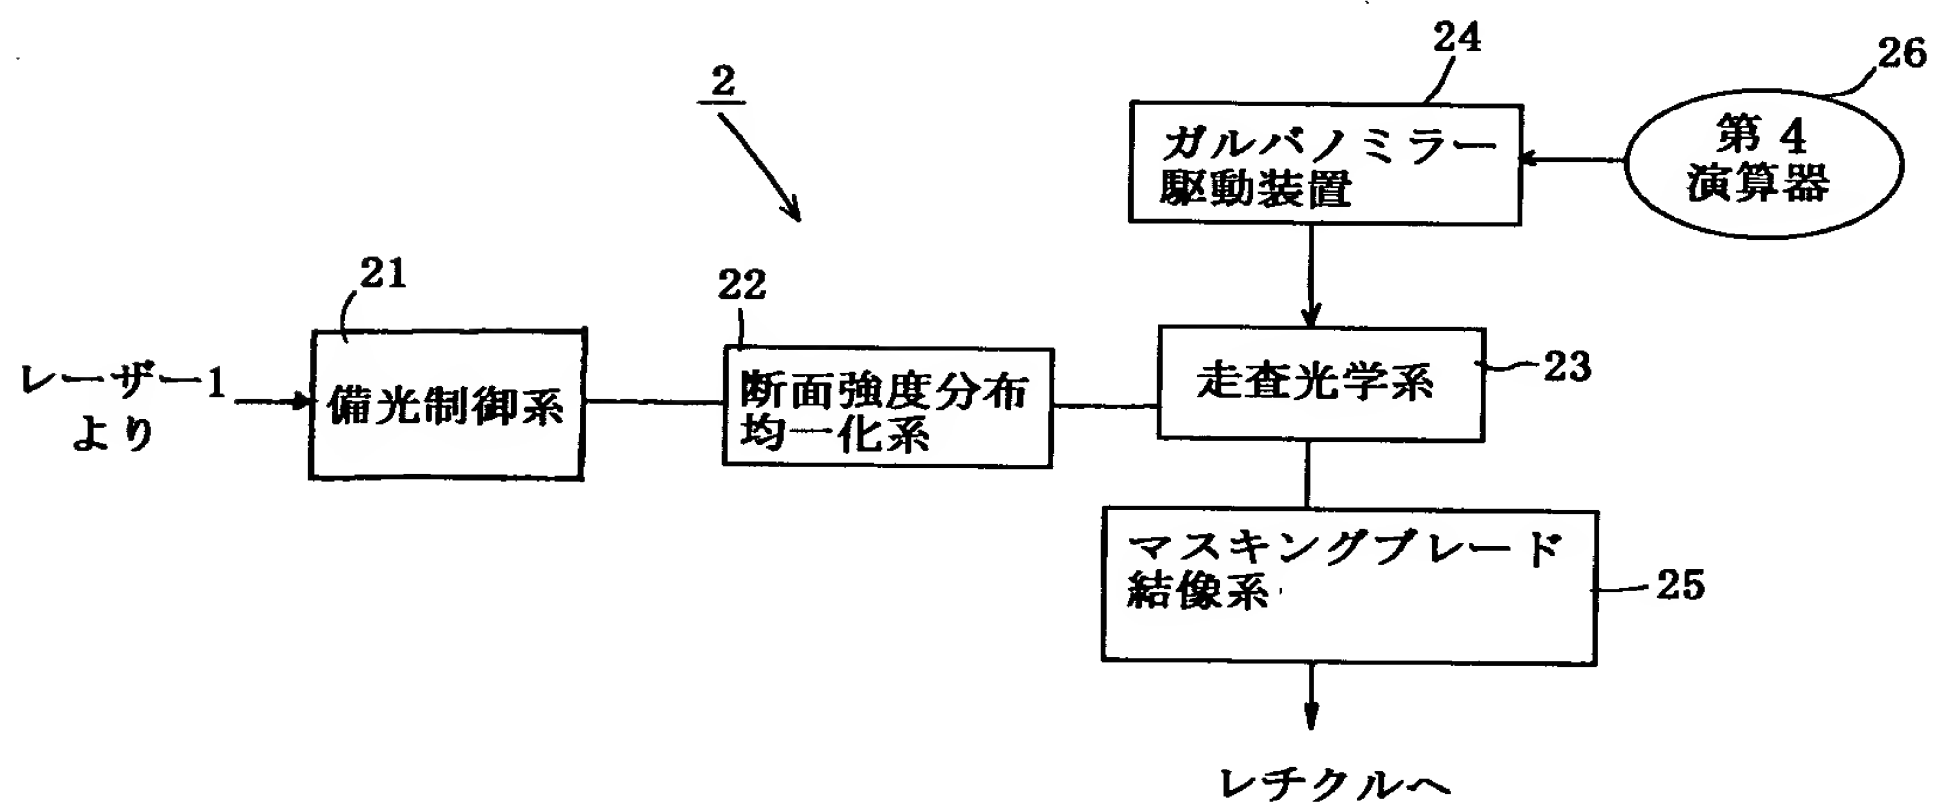 2
24
26
ガルバノミラー
駆動装置
第4
演算器
21
22
23
レーザー1
より
備光制御系
断面強度分布
均一化系
走査光学系
マスキングブレード
結像系
25
レチクルへ